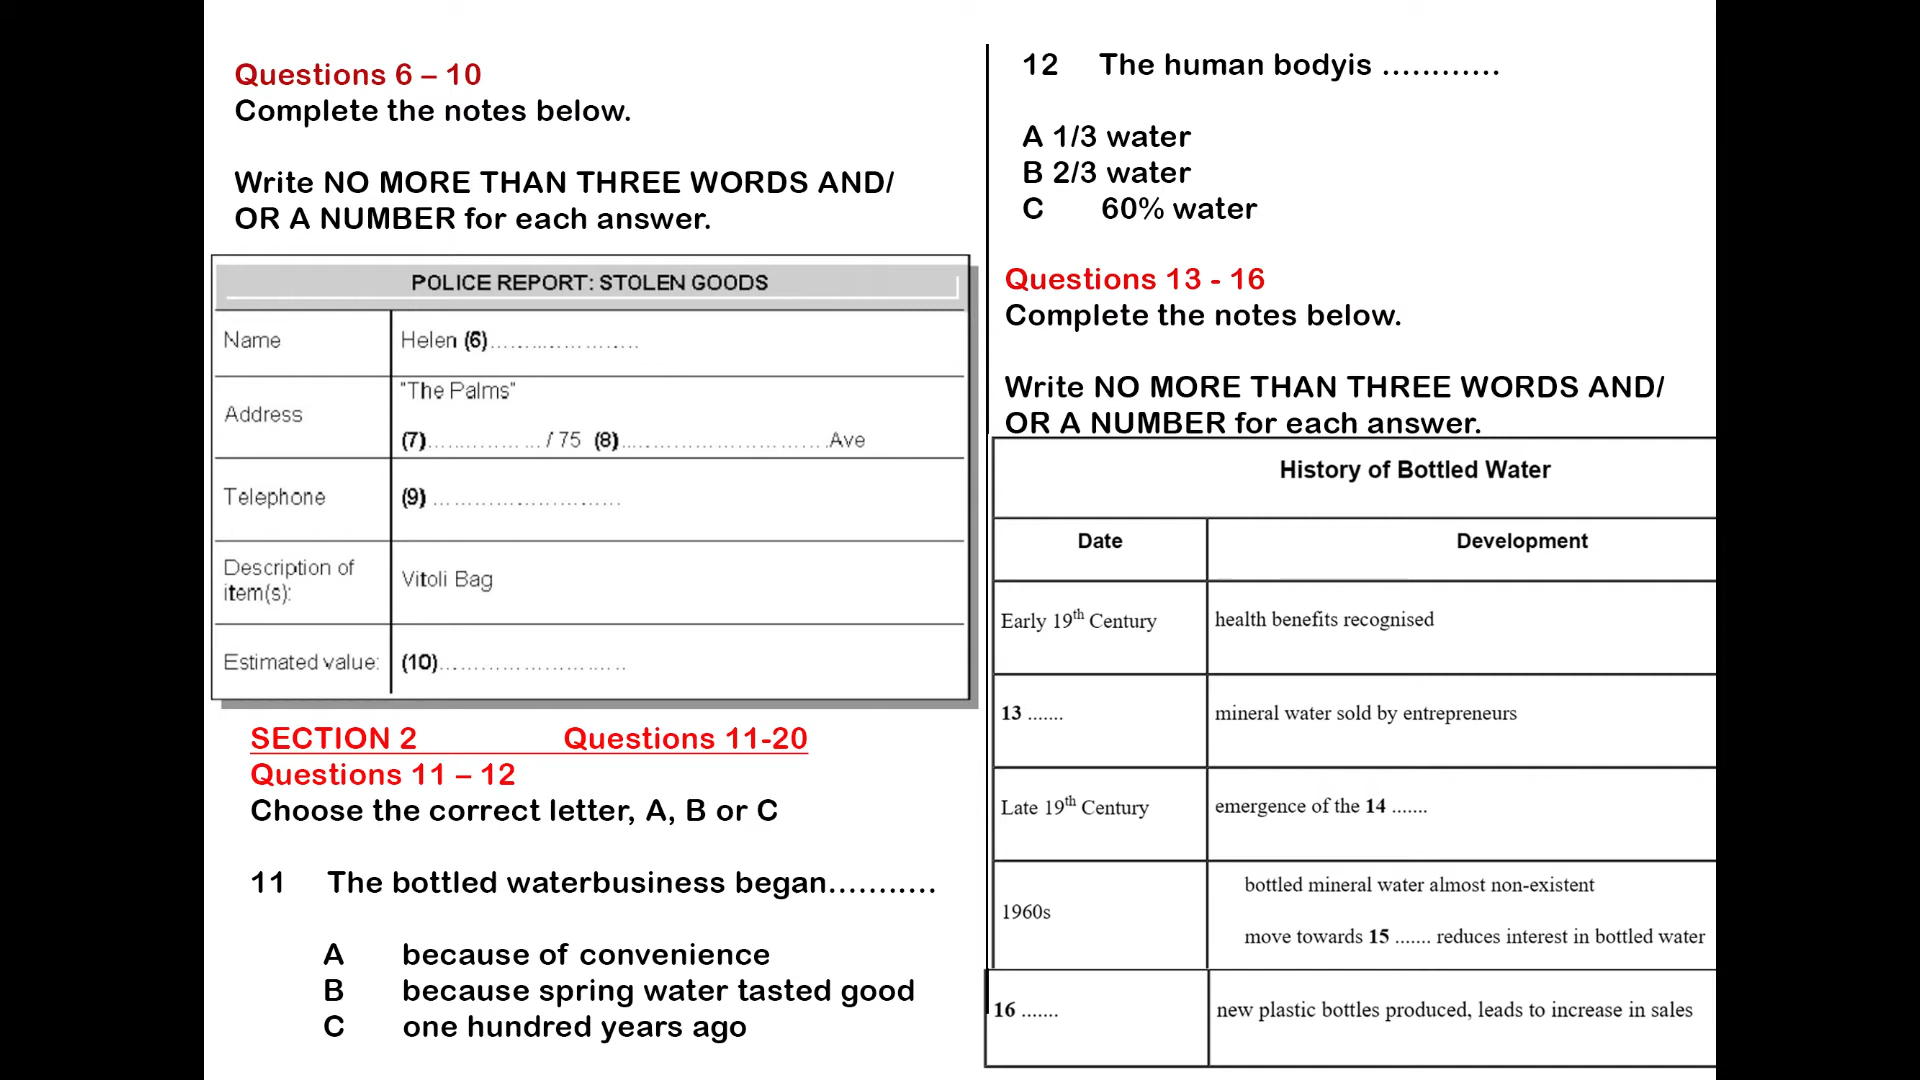 Questions 6 – 10
Complete the notes below.
Write NO MORE THAN THREE WORDS AND/
OR A NUMBER for each answer.
POLICE REPORT: STOLEN GOODS
Name
Helen (6)......................
Address
"The Palms"
(7)................. / 75 (8)..............................Ave
Telephone
(9) ...........................
Description of
item(s):
Vitoli Bag
Estimated value:
(10)...........................
SECTION 2 Questions 11-20
Questions 11 – 12
Choose the correct letter, A, B or C
11 The bottled waterbusiness began...........
A because of convenience
B because spring water tasted good
C one hundred years ago
12 The human bodyis ............
A 1/3 water
B 2/3 water
C 60% water
Questions 13 - 16
Complete the notes below.
Write NO MORE THAN THREE WORDS AND/
OR A NUMBER for each answer.
History of Bottled Water
Date Development
Early 19th Century health benefits recognised
13 ....... mineral water sold by entrepreneurs
Late 19th Century emergence of the 14 .......
1960s
bottled mineral water almost non-existent
move towards 15 ....... reduces interest in bottled water
16 ....... new plastic bottles produced, leads to increase in sales